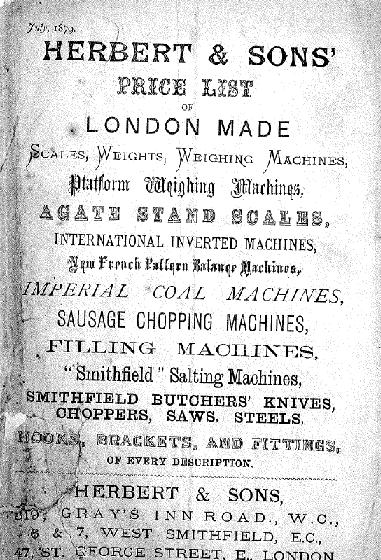 July, 1879.
HERBERT & SONS'
PRICE LIST
OF
LONDON MADE
SCALES, WEIGHTS, WEIGHING MACHINES,
Platform Weighing Machines,
AGATE STAND SCALES,
INTERNATIONAL INVERTED MACHINES,
New French Pattern Balance Machines,
IMPERIAL COAL MACHINES,
SAUSAGE CHOPPING MACHINES,
FILLING MACHINES,
"Smithfield" Salting Machines,
SMITHFIELD BUTCHERS' KNIVES,
CHOPPERS, SAWS, STEELS,
HOOKS, BRACKETS, AND FITTINGS,
OF EVERY DESCRIPTION.
HERBERT & SONS,
GRAY'S INN ROAD, W.C.,
& 7, WEST SMITHFIELD, E.C.,
47, ST. GEORGE STREET, E., LONDON